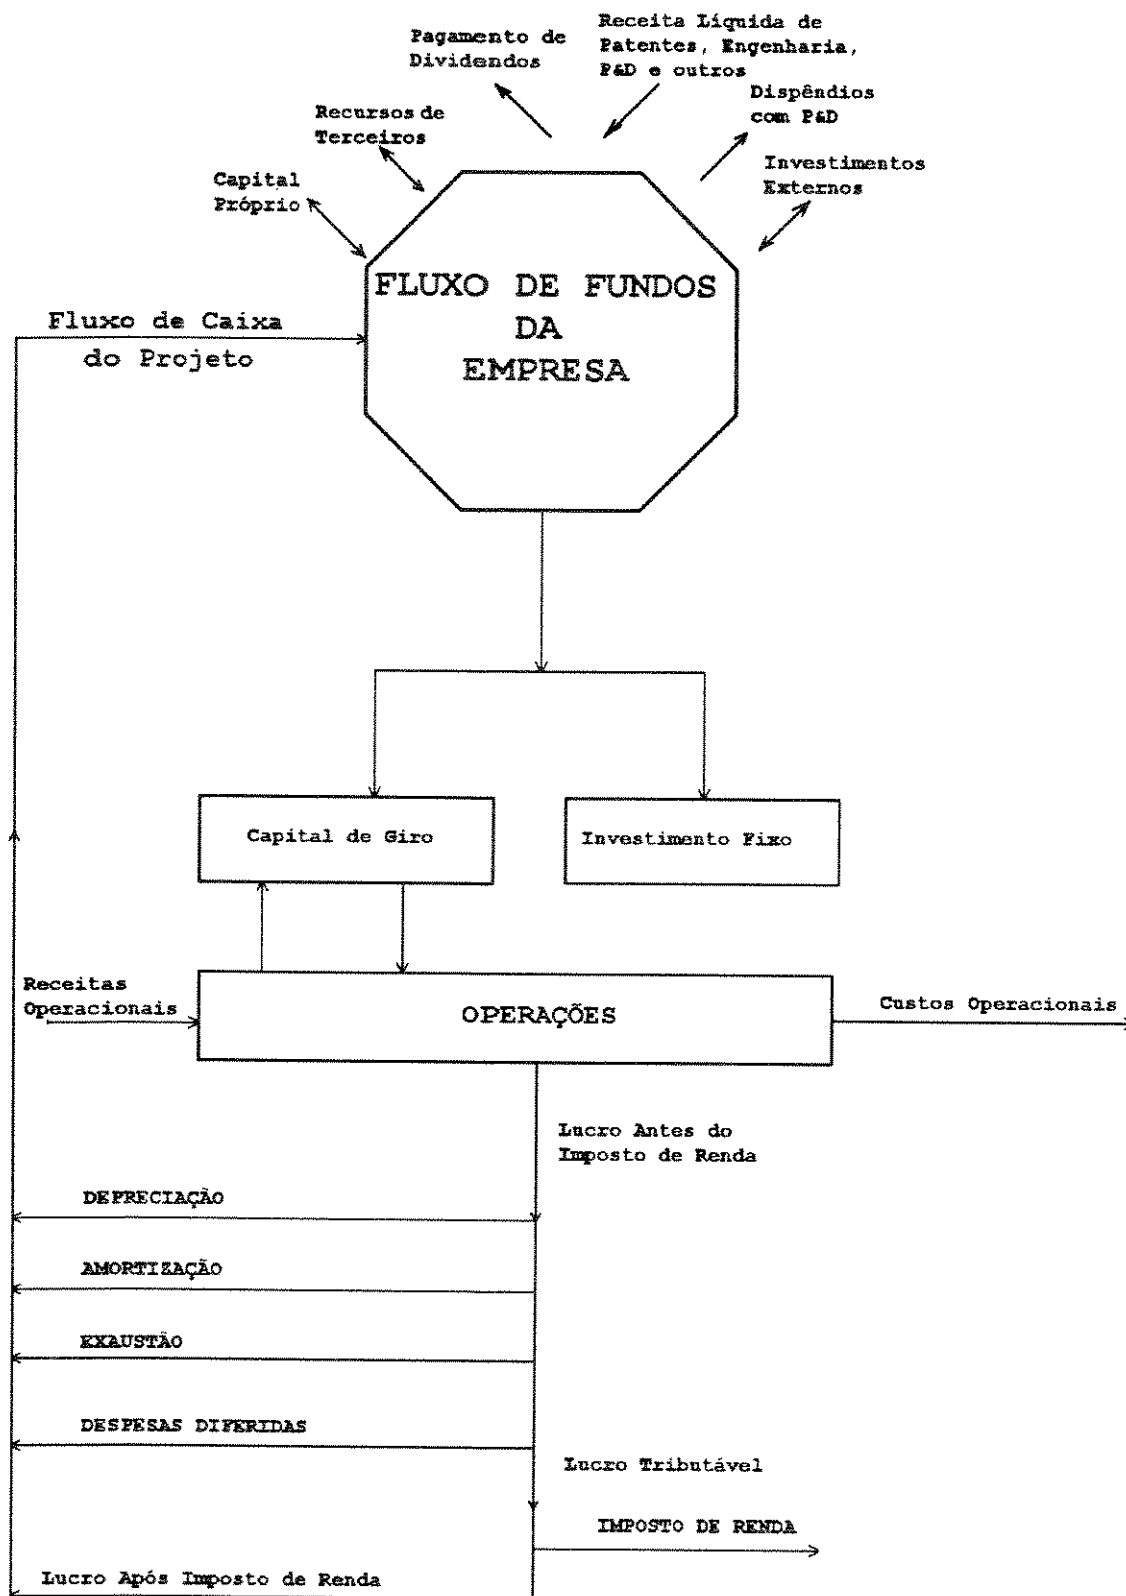 Pagamento de
Dividendos
Receita Líquida de
Patentes, Engenharia,
P&D e outros
Recursos de
Terceiros
Dispêndios
com P&D
Capital
Próprio
Investimentos
Externos
FLUXO DE FUNDOS
DA
EMPRESA
Fluxo de Caixa
do Projeto
Capital de Giro
Investimento Fixo
Receitas
Operacionais
OPERAÇÕES
Custos Operacionais
Lucro Antes do
Imposto de Renda
DEPRECIAÇÃO
AMORTIZAÇÃO
EXAUSTÃO
DESPESAS DIFERIDAS
Lucro Tributável
IMPOSTO DE RENDA
Lucro Após Imposto de Renda